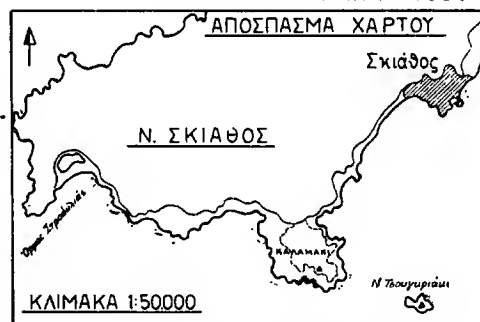 ΑΠΟΣΠΑΣΜΑ ΧΑΡΤΟΥ
Σκιάθος
Ν. ΣΚΙΑΘΟΣ
ΚΑΛΑΜΑΚΙ
Ν Τσουγκριάκι
ΚΛΙΜΑΚΑ 1:50.000